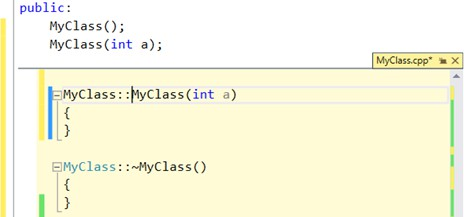 public:
MyClass();
MyClass(int a);
MyClass.cpp*
MyClass::MyClass(int a)
{
}
MyClass::~MyClass()
{
}